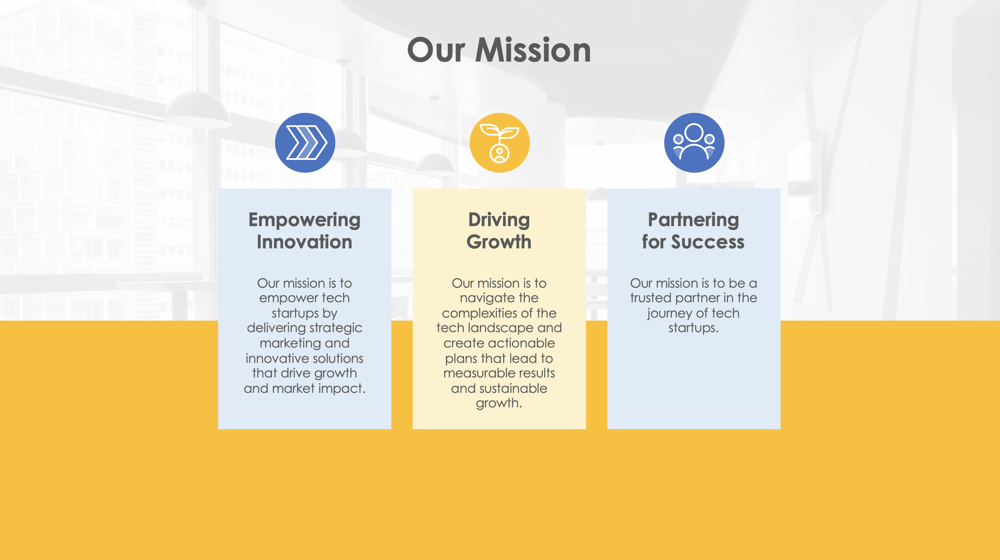 Our Mission
Empowering
Innovation
Our mission is to
empower tech
startups by
delivering strategic
marketing and
innovative solutions
that drive growth
and market impact.
Driving
Growth
Our mission is to
navigate the
complexities of the
tech landscape and
create actionable
plans that lead to
measurable results
and sustainable
growth.
Partnering
for Success
Our mission is to be a
trusted partner in the
journey of tech
startups.